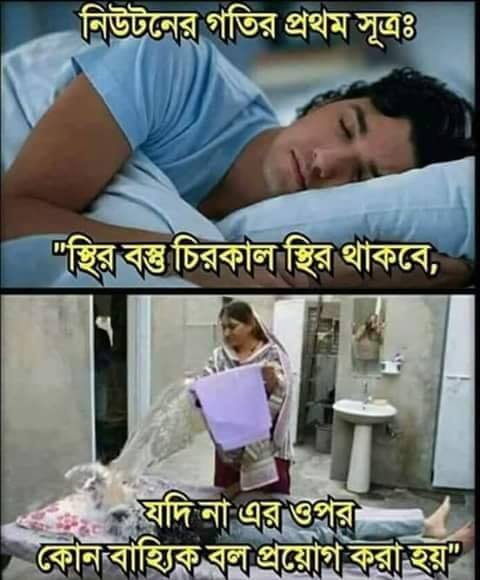 নিউটনের গতির প্রথম সূত্রঃ
"স্থির বস্তু চিরকাল স্থির থাকবে,
যদি না এর ওপর
কোন বাহ্যিক বল প্রয়োগ করা হয়"